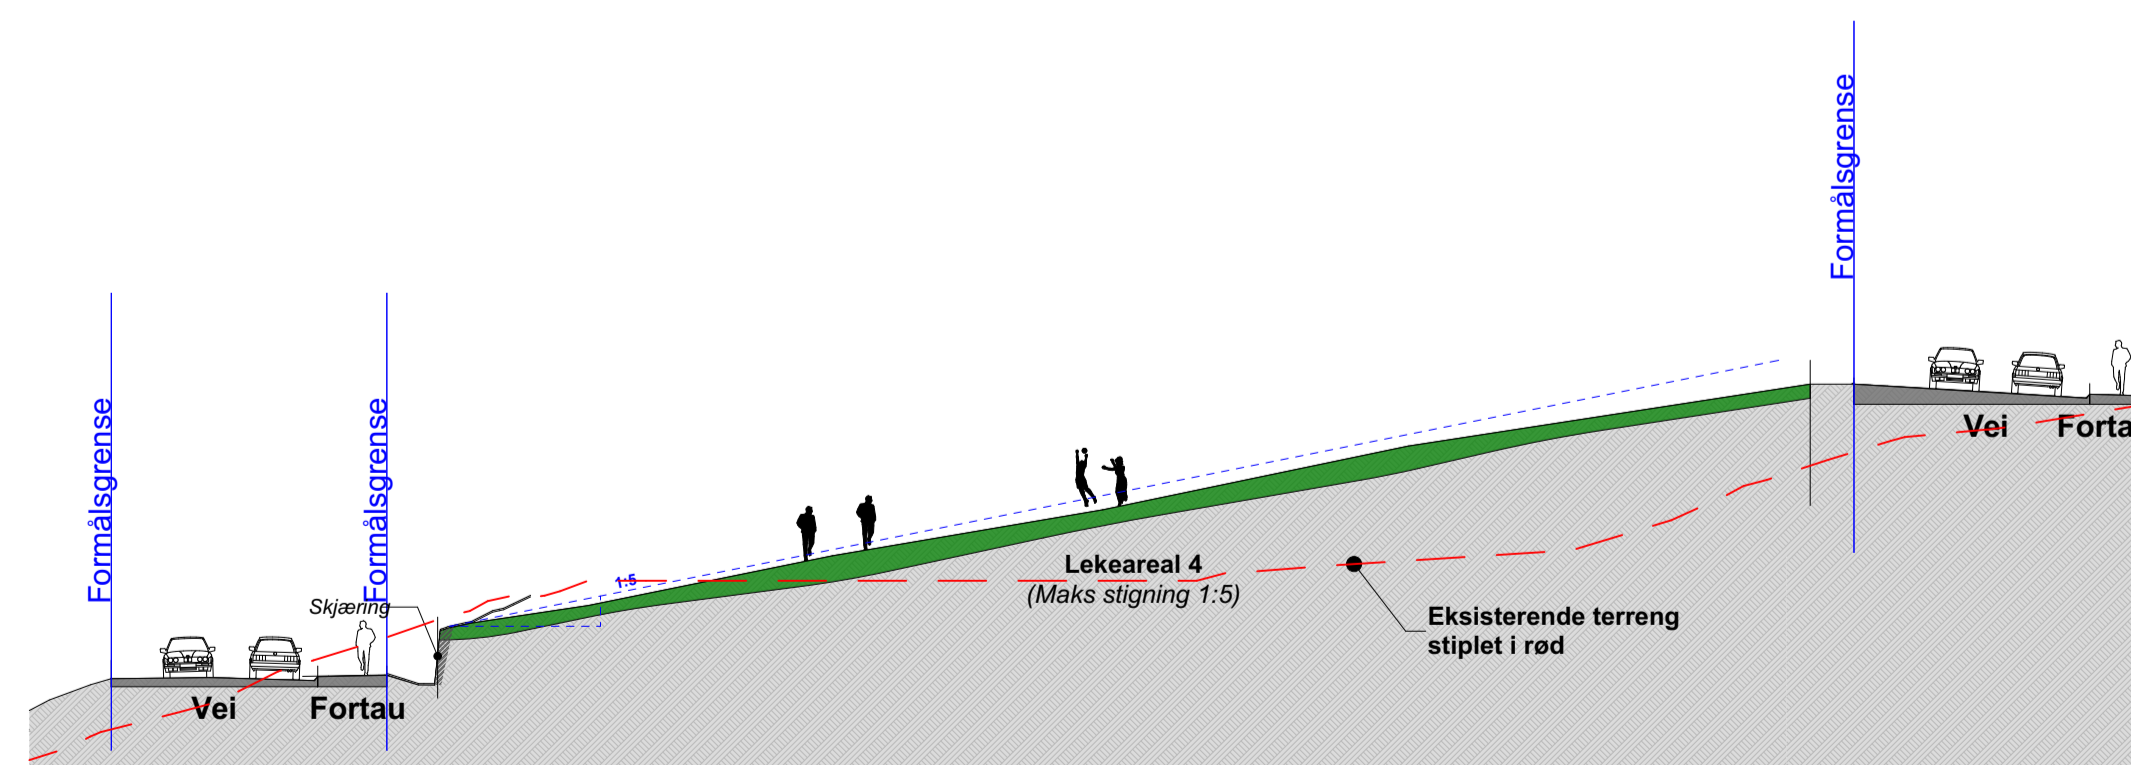 Formålsgrense
Formålsgrense
Formålsgrense
Skjæring
1:5
Vei
Fortau
Lekeareal 4
(Maks stigning 1:5)
Eksisterende terreng
stiplet i rød
Vei
Forta